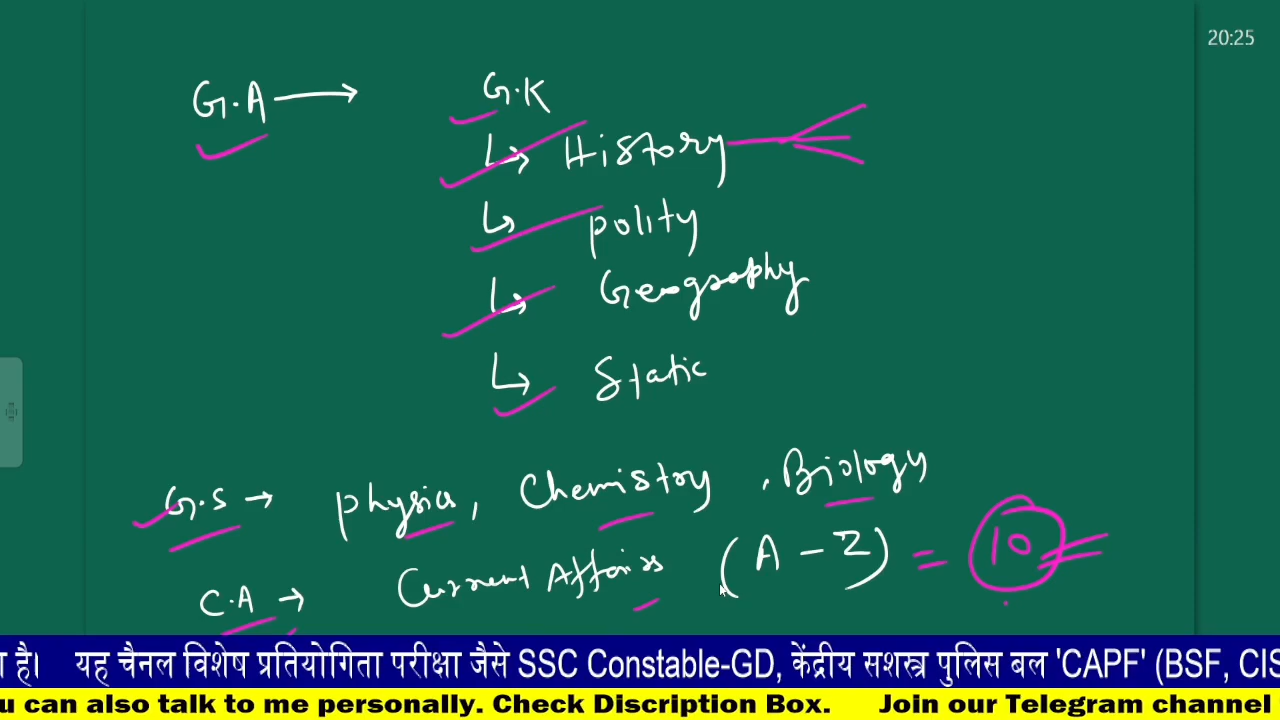 20:25
G.A → G.K
↳ History
↳ polity
↳ Geography
↳ Static
G.S → physics, Chemistry, Biology
C.A → Current Affairs (A - Z) = 10
ा है। यह चैनल विशेष प्रतियोगिता परीक्षा जैसे SSC Constable-GD, केंद्रीय सशस्त्र पुलिस बल 'CAPF' (BSF, CIS
u can also talk to me personally. Check Discription Box. Join our Telegram channel